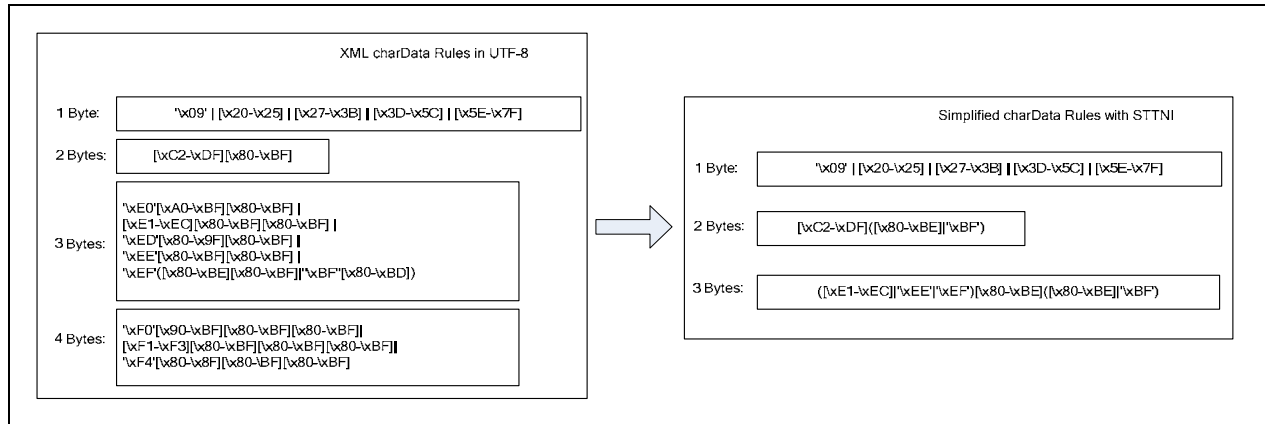 XML charData Rules in UTF-8
1 Byte: '\x09' | [\x20-\x25] | [\x27-\x3B] | [\x3D-\x5C] | [\x5E-\x7F]
2 Bytes: [\xC2-\xDF][\x80-\xBF]
3 Bytes:
'\xE0'[\xA0-\xBF][\x80-\xBF] |
[\xE1-\xEC][\x80-\xBF][\x80-\xBF] |
'\xED'[\x80-\x9F][\x80-\xBF] |
'\xEE'[\x80-\xBF][\x80-\xBF] |
'\xEF'([\x80-\xBE][\x80-\xBF]|'\xBF'[\x80-\xBD])
4 Bytes:
'\xF0'[\x90-\xBF][\x80-\xBF][\x80-\xBF]|
[\xF1-\xF3][\x80-\xBF][\x80-\xBF][\x80-\xBF]|
'\xF4'[\x80-\x8F][\x80-\BF][\x80-\xBF]
Simplified charData Rules with STTNI
1 Byte: '\x09' | [\x20-\x25] | [\x27-\x3B] | [\x3D-\x5C] | [\x5E-\x7F]
2 Bytes: [\xC2-\xDF]([\x80-\xBE]|'\xBF')
3 Bytes: ([\xE1-\xEC]|'\xEE'|'\xEF')[\x80-\xBE]([\x80-\xBE]|'\xBF')